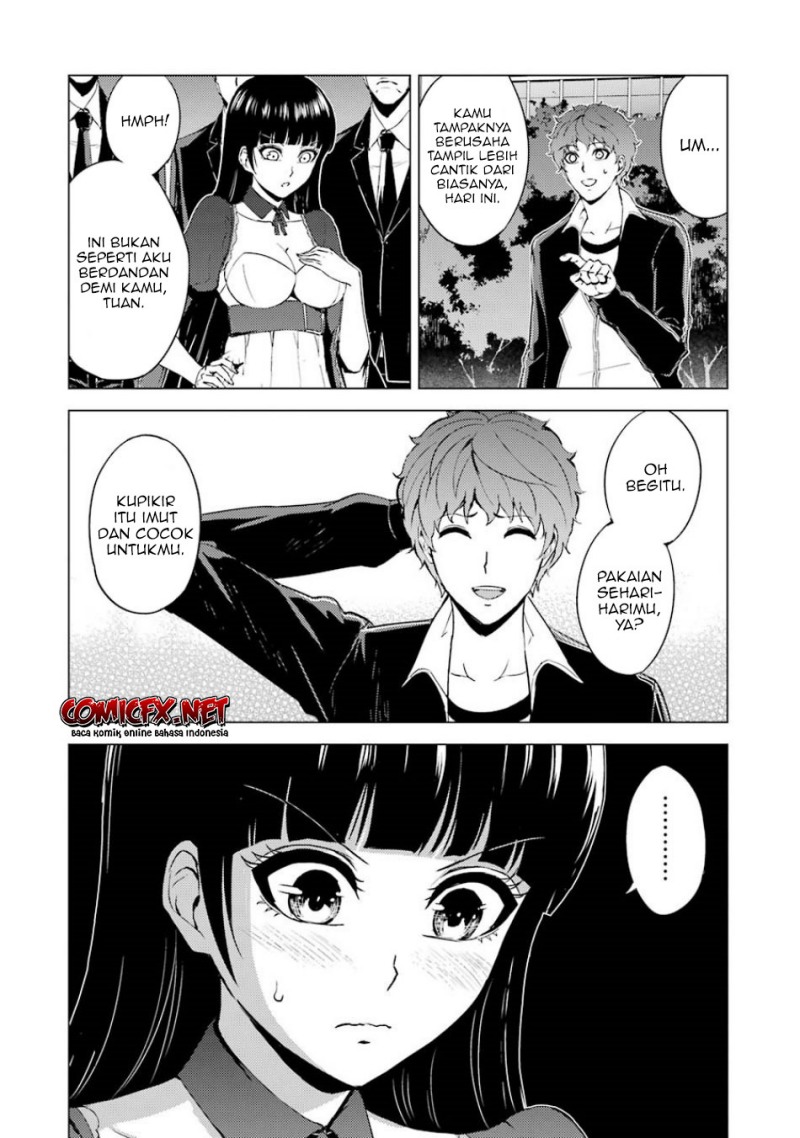 UM...
KAMU
TAMPAKNYA
BERUSAHA
TAMPIL LEBIH
CANTIK DARI
BIASANYA,
HARI INI.
HMPH!
INI BUKAN
SEPERTI AKU
BERDANDAN
DEMI KAMU,
TUAN.
OH
BEGITU.
PAKAIAN
SEHARI-
HARIMU,
YA?
KUPIKIR
ITU IMUT
DAN COCOK
UNTUKMU.
COMICFX.NET
Baca Komik Online Bahasa Indonesia
..........